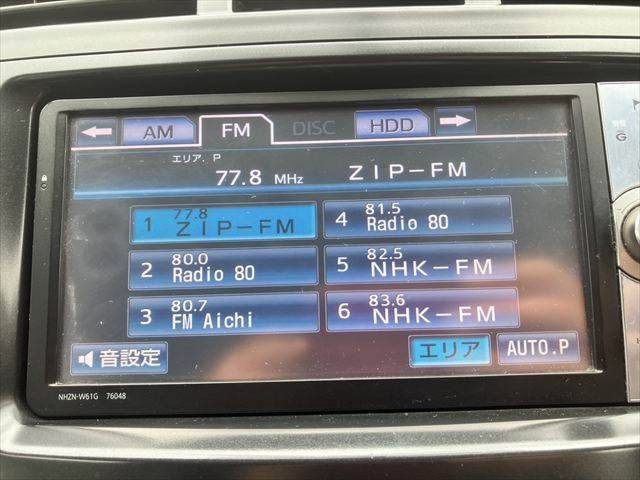 AM FM DISC HDD
エリア. P
77.8 MHz ZIP-FM
1 77.8 ZIP-FM
4 81.5 Radio 80
2 80.0 Radio 80
5 82.5 NHK-FM
3 80.7 FM Aichi
6 83.6 NHK-FM
音設定 エリア AUTO.P
NHZN-W61G 76048
G